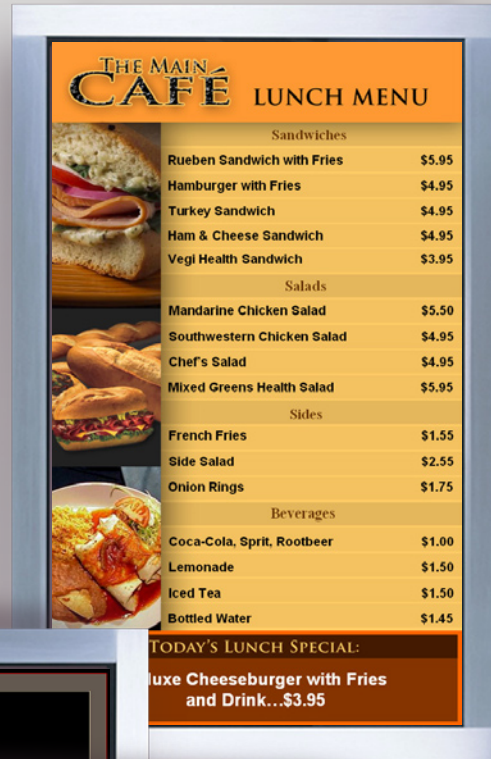 THE MAIN
CAFÉ
LUNCH MENU
Sandwiches
Rueben Sandwich with Fries $5.95
Hamburger with Fries $4.95
Turkey Sandwich $4.95
Ham & Cheese Sandwich $4.95
Vegi Health Sandwich $3.95
Salads
Mandarine Chicken Salad $5.50
Southwestern Chicken Salad $4.95
Chef's Salad $4.95
Mixed Greens Health Salad $5.95
Sides
French Fries $1.55
Side Salad $2.55
Onion Rings $1.75
Beverages
Coca-Cola, Sprit, Rootbeer $1.00
Lemonade $1.50
Iced Tea $1.50
Bottled Water $1.45
TODAY'S LUNCH SPECIAL:
luxe Cheeseburger with Fries
and Drink...$3.95